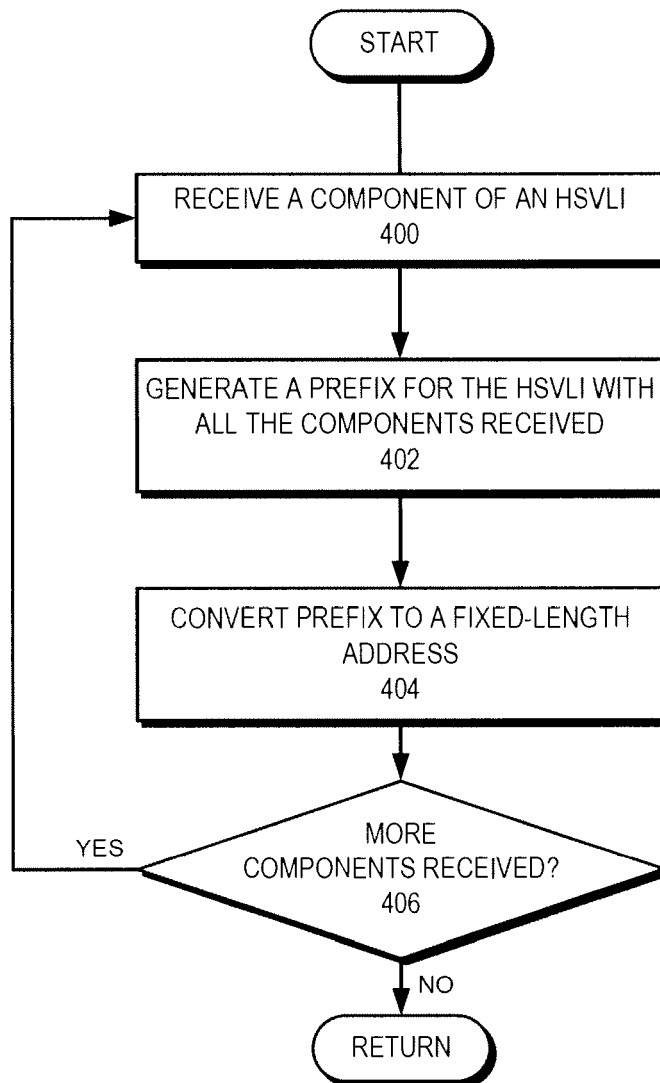 START
RECEIVE A COMPONENT OF AN HSVLI
400
GENERATE A PREFIX FOR THE HSVLI WITH
ALL THE COMPONENTS RECEIVED
402
CONVERT PREFIX TO A FIXED-LENGTH
ADDRESS
404
MORE
COMPONENTS RECEIVED?
406
YES
NO
RETURN